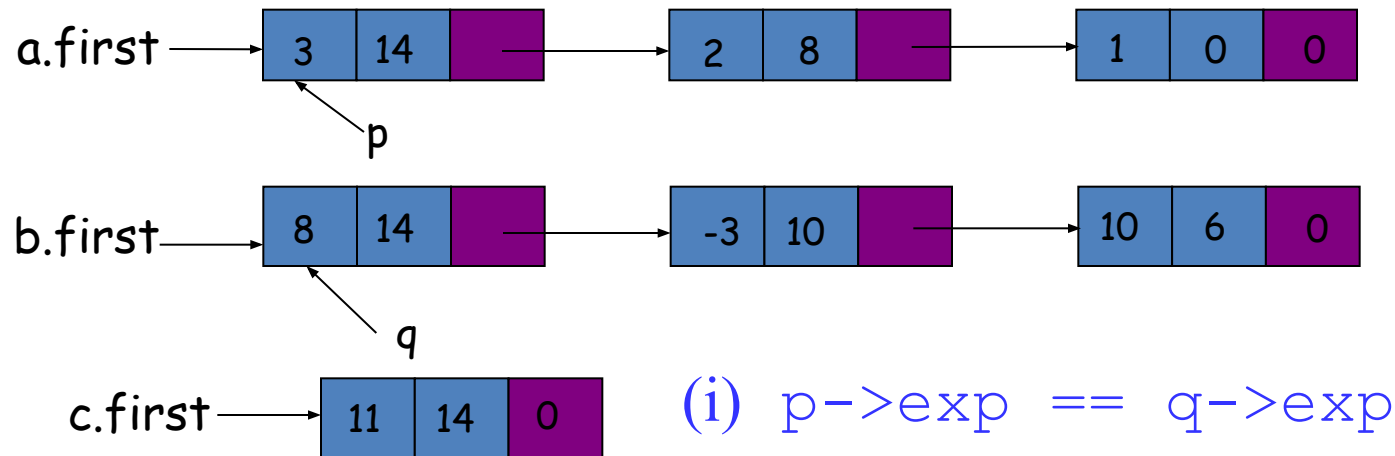 a.first 3 14 2 8 1 0 0
p
b.first 8 14 -3 10 10 6 0
q
c.first 11 14 0 (i) p->exp == q->exp